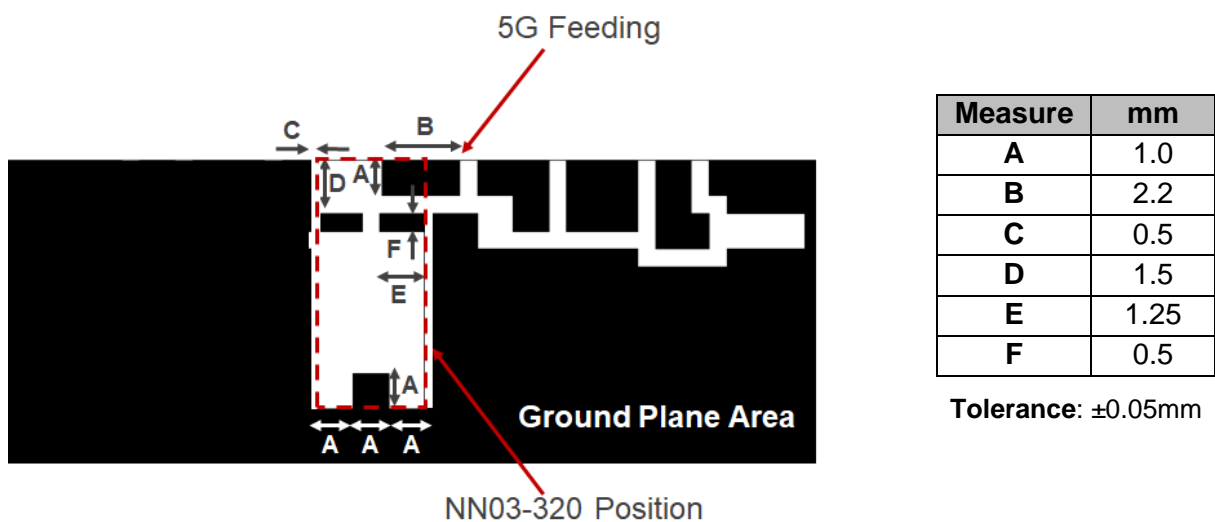 5G Feeding
C
B
D
A
F
E
A
A
A
A
Ground Plane Area
NN03-320 Position
Measure mm
A 1.0
B 2.2
C 0.5
D 1.5
E 1.25
F 0.5
Tolerance: ±0.05mm